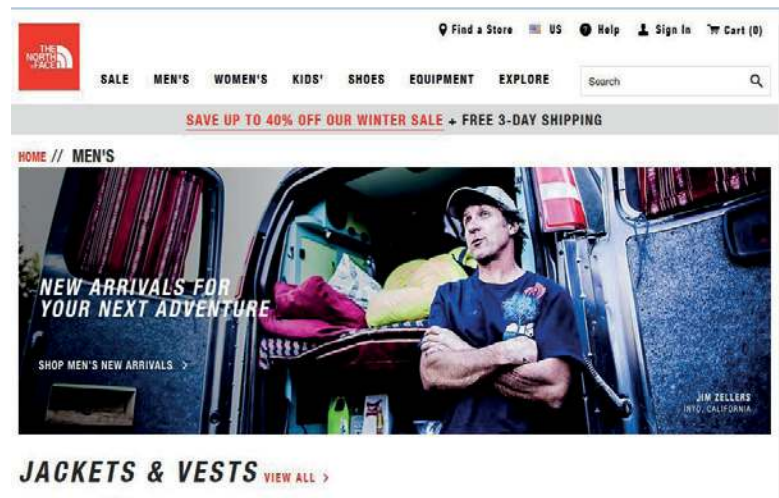 Find a Store US ? Help Sign In Cart (0)
THE
NORTH
FACE
SALE MEN'S WOMEN'S KIDS' SHOES EQUIPMENT EXPLORE Search
SAVE UP TO 40% OFF OUR WINTER SALE + FREE 3-DAY SHIPPING
HOME // MEN'S
NEW ARRIVALS FOR
YOUR NEXT ADVENTURE
SHOP MEN'S NEW ARRIVALS >
JIM ZELLERS
INYO, CALIFORNIA
JACKETS & VESTS VIEW ALL >